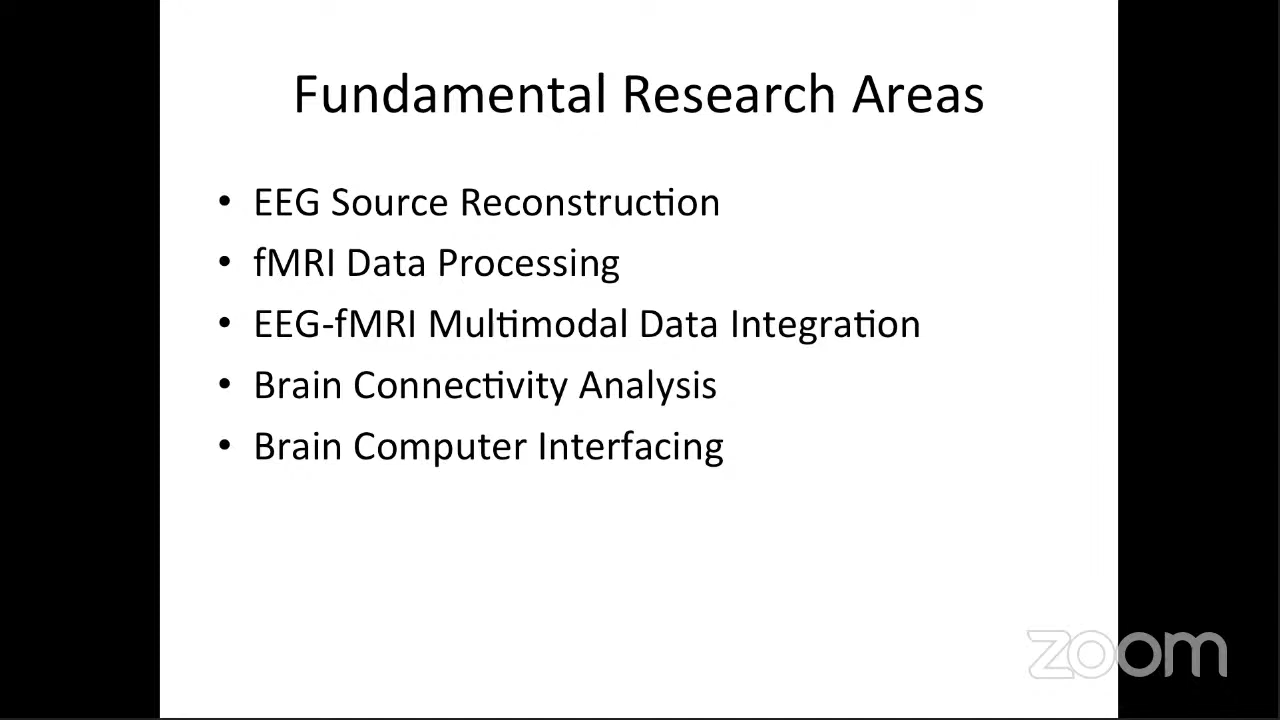 Fundamental Research Areas
• EEG Source Reconstruction
• fMRI Data Processing
• EEG-fMRI Multimodal Data Integration
• Brain Connectivity Analysis
• Brain Computer Interfacing
zoom